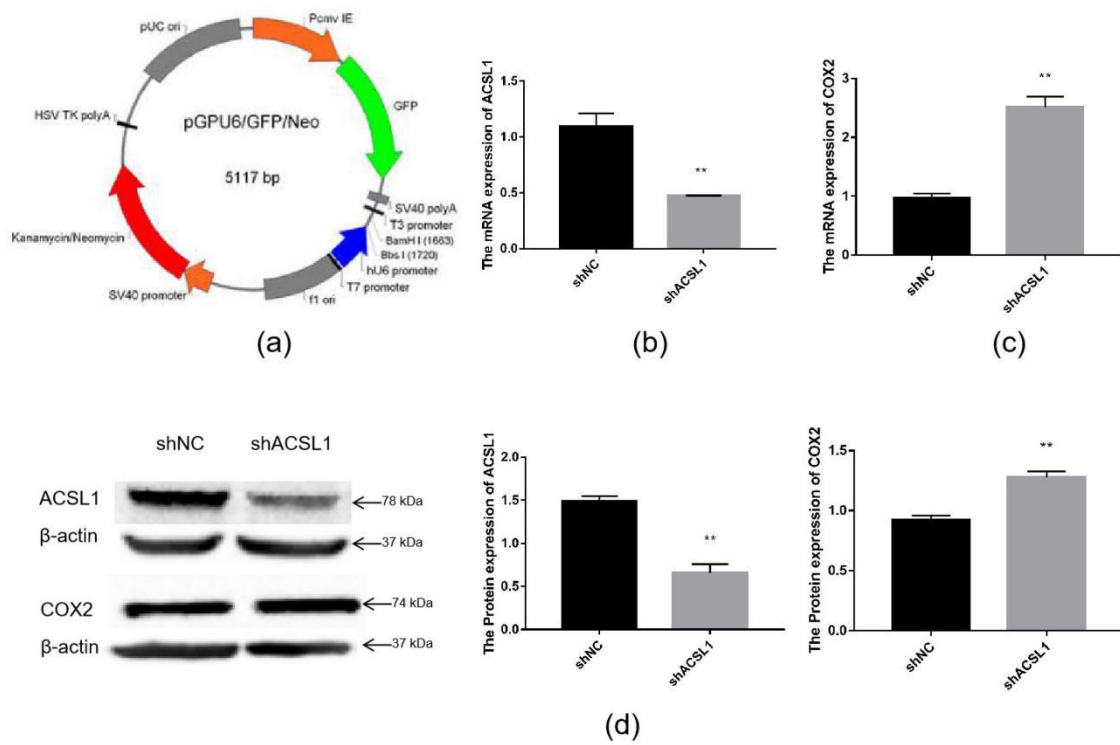 Pcmv IE
pUC ori
GFP
HSV TK polyA
pGPU6/GFP/Neo
5117 bp
SV40 polyA
T3 promoter
BamH I (1663)
Bbs I (1720)
hU6 promoter
T7 promoter
f1 ori
SV40 promoter
Kanamycin/Neomycin
(a)
The mRNA expression of ACSL1
1.5
1.0
0.5
0.0
**
shNC
shACSL1
(b)
The mRNA expression of COX2
3
2
1
0
**
shNC
shACSL1
(c)
shNC shACSL1
ACSL1
78 kDa
β-actin
37 kDa
COX2
74 kDa
β-actin
37 kDa
The Protein expression of ACSL1
2.0
1.5
1.0
0.5
0.0
**
shNC
shACSL1
The Protein expression of COX2
1.5
1.0
0.5
0.0
**
shNC
shACSL1
(d)